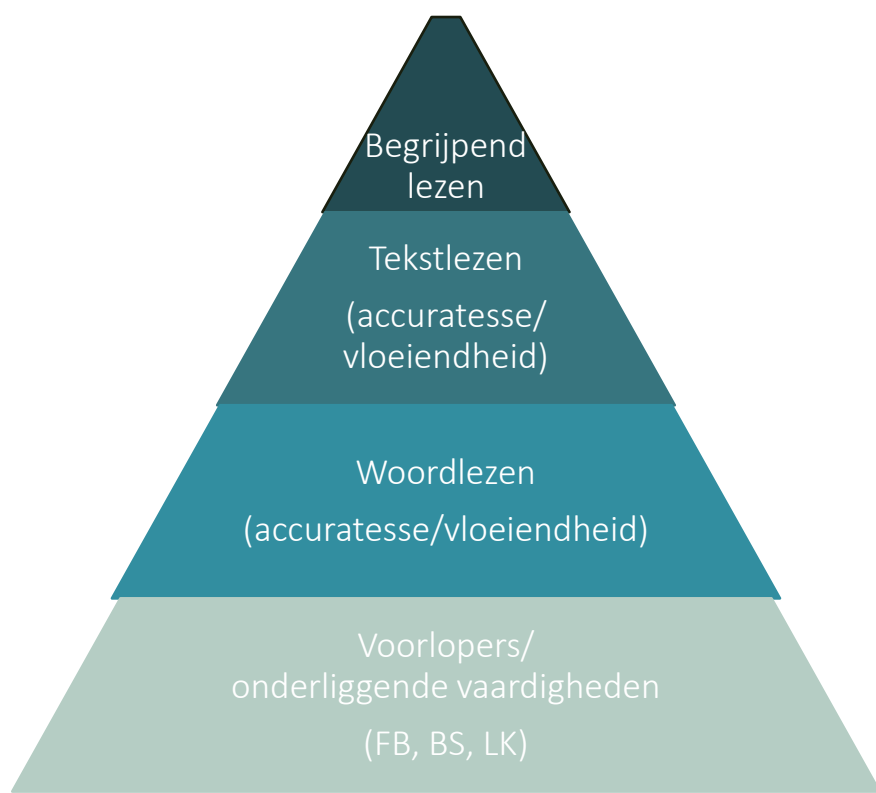 Begrijpend
lezen
Tekstlezen
(accuratesse/
vloeiendheid)
Woordlezen
(accuratesse/vloeiendheid)
Voorlopers/
onderliggende vaardigheden
(FB, BS, LK)